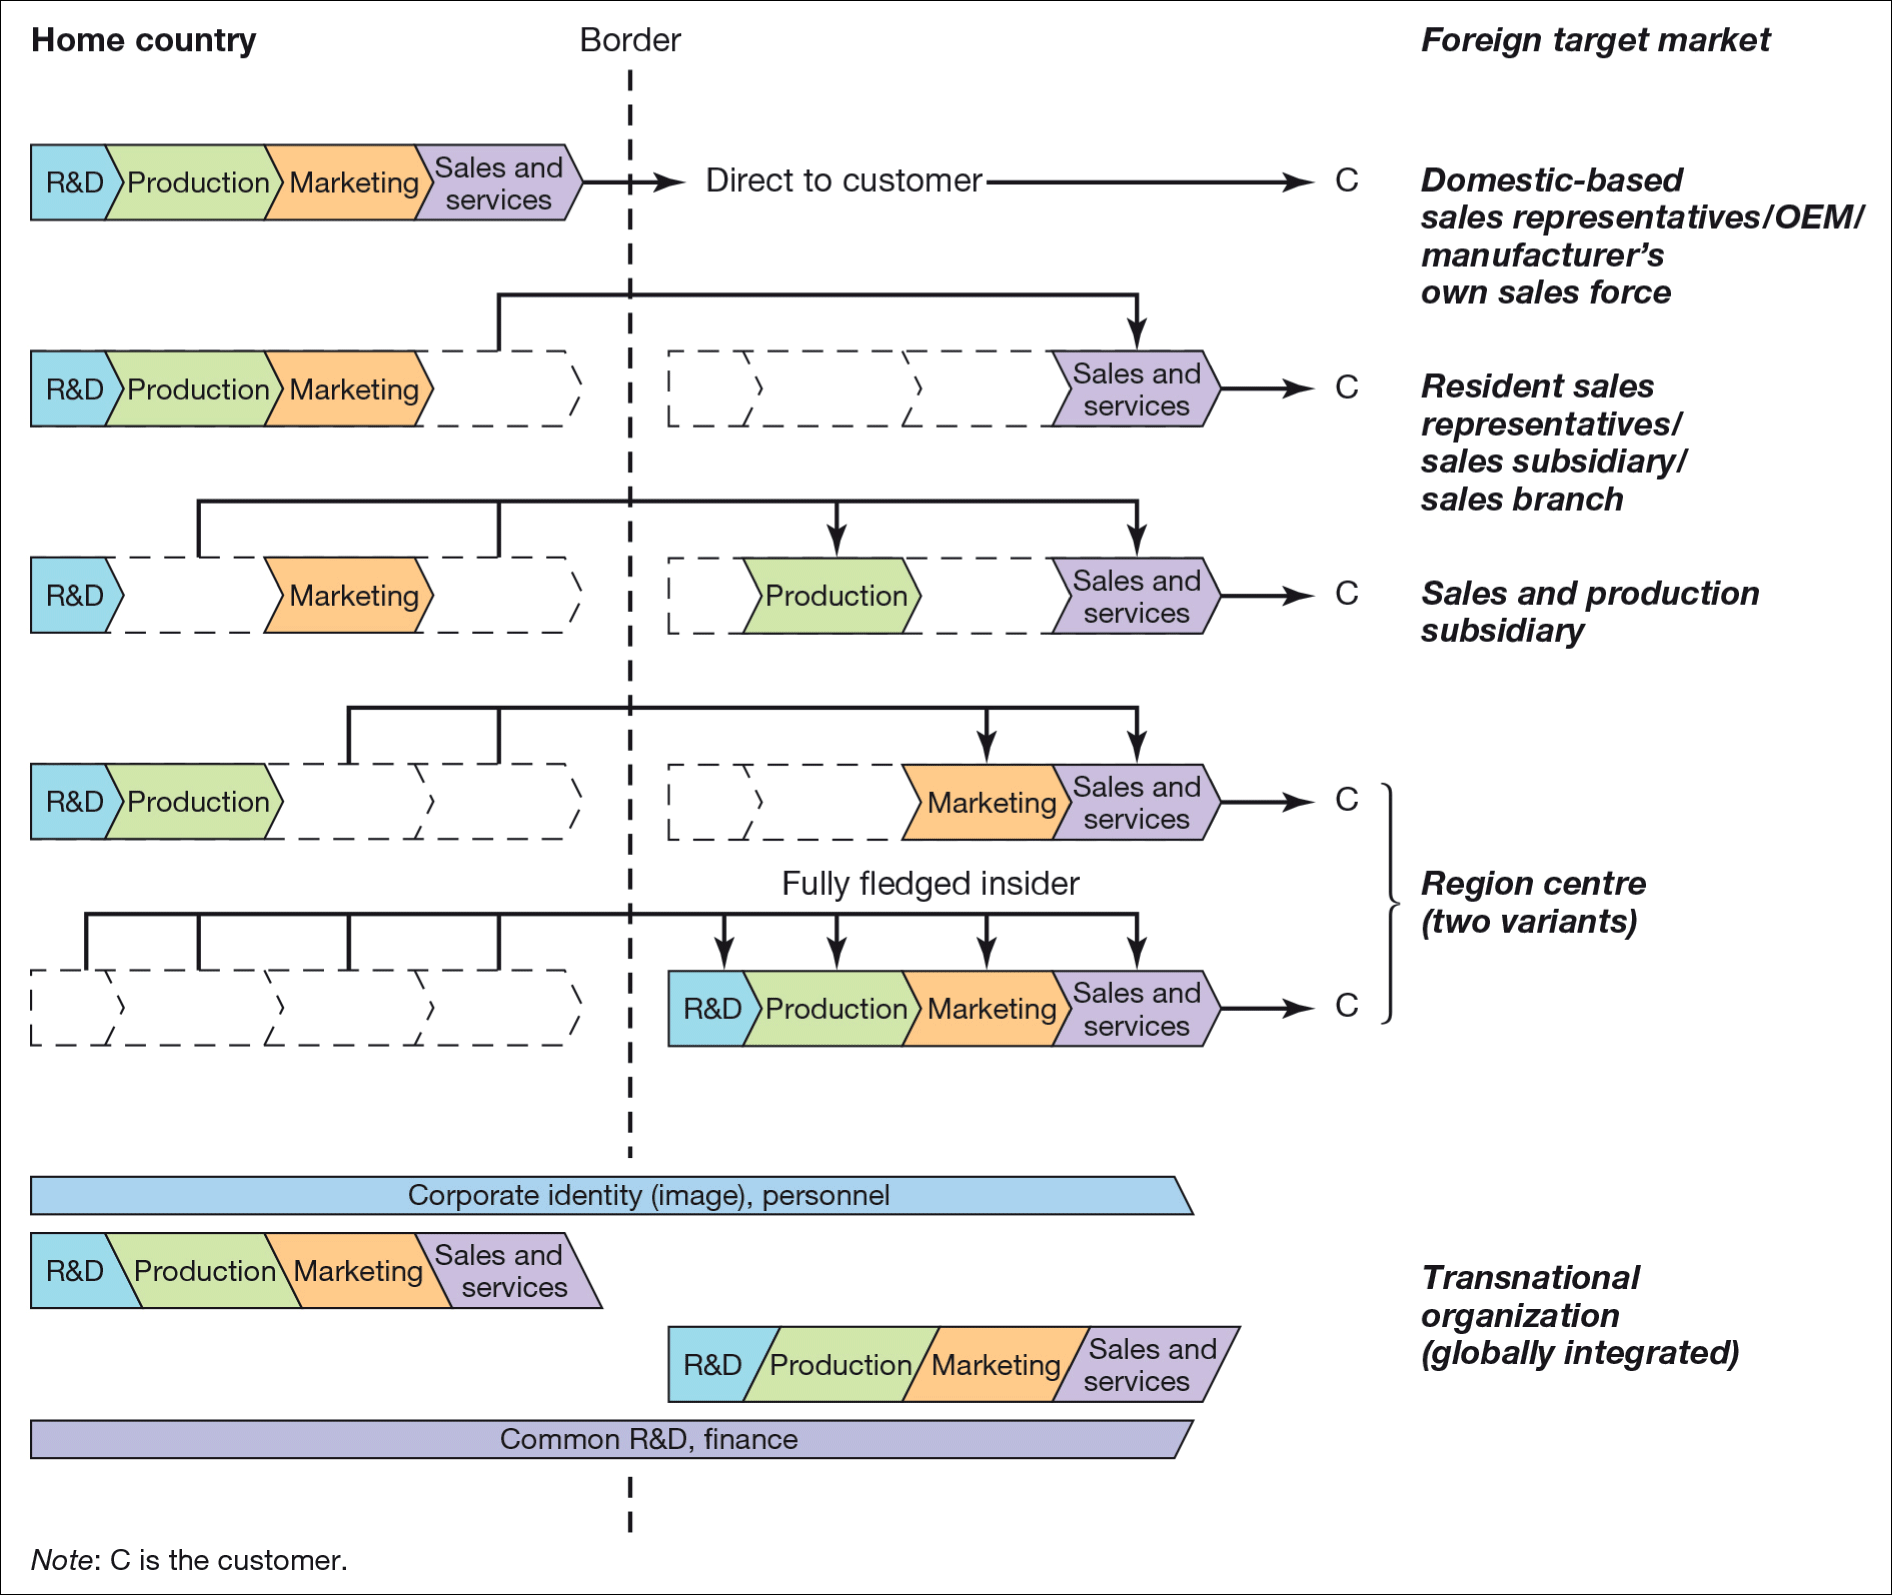 Home country
Border
Foreign target market
R&D
Production
Marketing
Sales and
services
Direct to customer
C
Domestic-based
sales representatives/OEM/
manufacturer’s
own sales force
R&D
Production
Marketing
Sales and
services
C
Resident sales
representatives/
sales subsidiary/
sales branch
R&D
Marketing
Production
Sales and
services
C
Sales and production
subsidiary
R&D
Production
Marketing
Sales and
services
C
Region centre
(two variants)
Fully fledged insider
R&D
Production
Marketing
Sales and
services
C
Corporate identity (image), personnel
R&D
Production
Marketing
Sales and
services
Transnational
organization
(globally integrated)
R&D
Production
Marketing
Sales and
services
Common R&D, finance
Note: C is the customer.